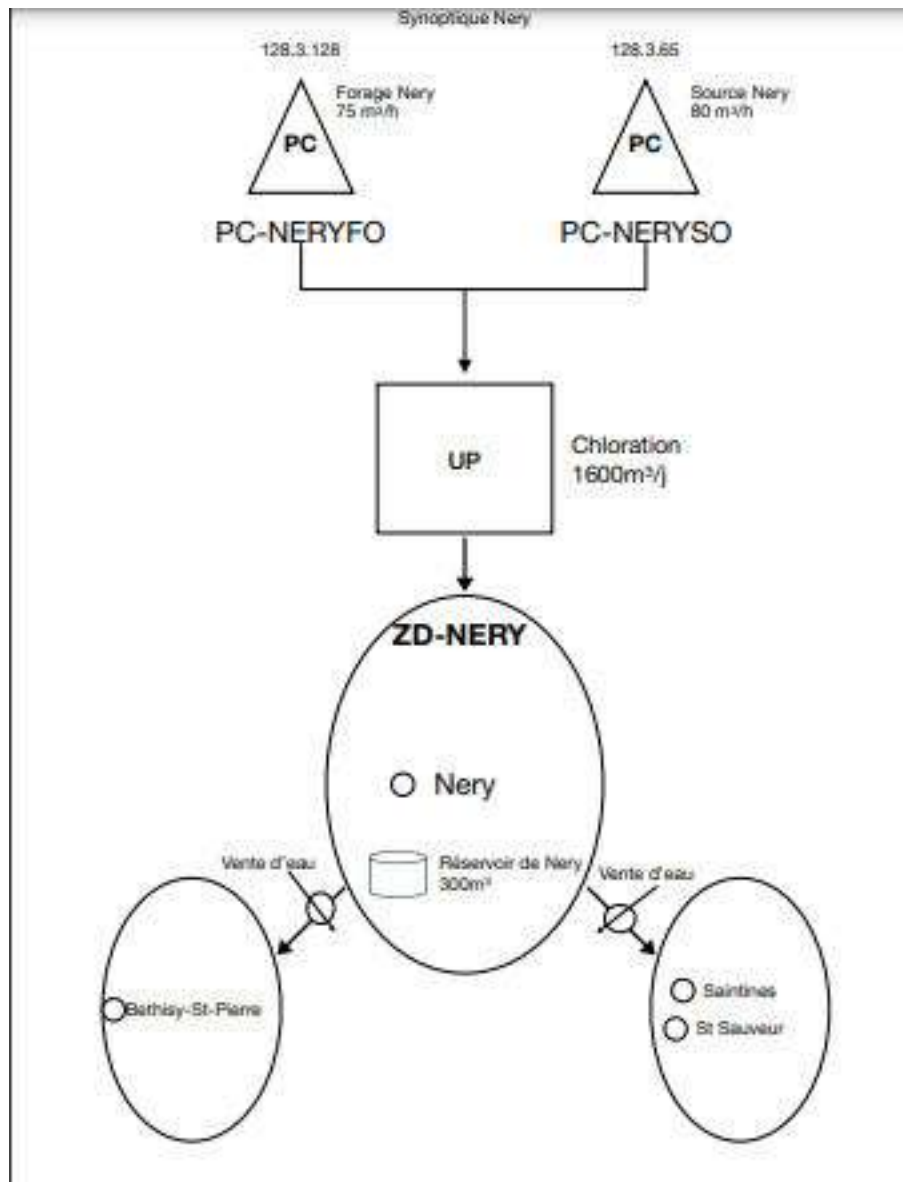 Synoptique Nery
128.3.128
128.3.65
Forage Nery
75 m³/h
Source Nery
80 m³/h
PC
PC
PC-NERYFO
PC-NERYSO
UP
Chloration
1600m³/j
ZD-NERY
Nery
Réservoir de Nery
300m³
Vente d'eau
Vente d'eau
Bethisy-St-Pierre
Saintines
St Sauveur